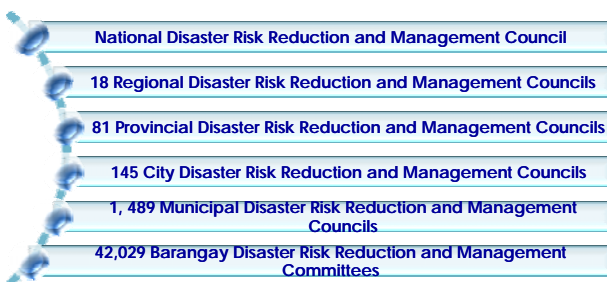 National Disaster Risk Reduction and Management Council
18 Regional Disaster Risk Reduction and Management Councils
81 Provincial Disaster Risk Reduction and Management Councils
145 City Disaster Risk Reduction and Management Councils
1, 489 Municipal Disaster Risk Reduction and Management
Councils
42,029 Barangay Disaster Risk Reduction and Management
Committees